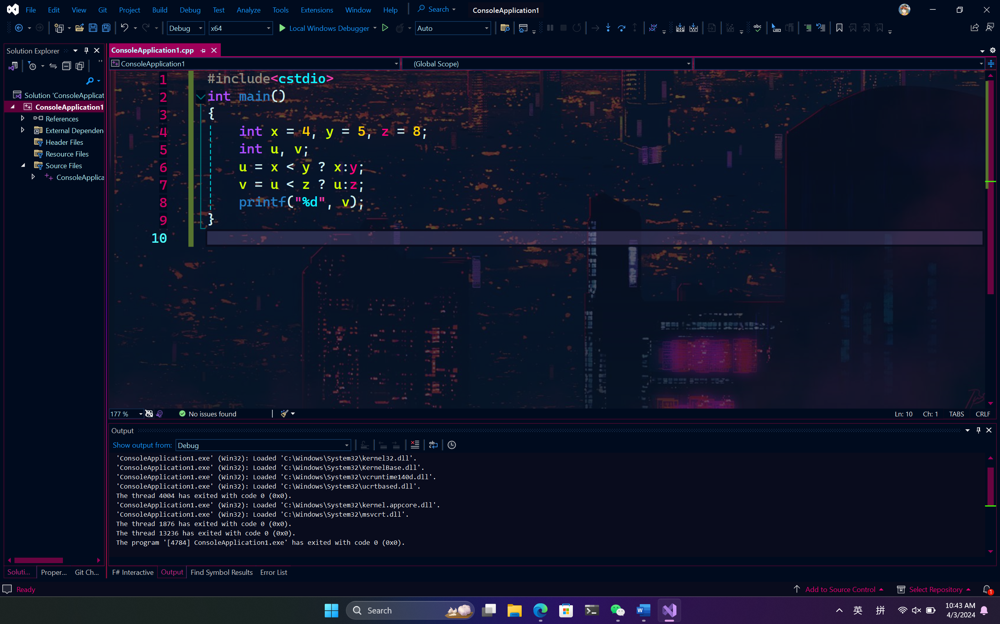 File Edit View Git Project Build Debug Test Analyze Tools Extensions Window Help Search ConsoleApplication1
Debug x64 Local Windows Debugger Auto
Solution Explorer
Solution 'ConsoleApplicat
ConsoleApplication1
References
External Dependen
Header Files
Resource Files
Source Files
ConsoleApplica
ConsoleApplication1.cpp
ConsoleApplication1 (Global Scope)
1 #include<cstdio>
2 int main()
3 {
4 int x = 4, y = 5, z = 8;
5 int u, v;
6 u = x < y ? x:y;
7 v = u < z ? u:z;
8 printf("%d", v);
9 }
10
177 % No issues found Ln: 10 Ch: 1 TABS CRLF
Output
Show output from: Debug
'ConsoleApplication1.exe' (Win32): Loaded 'C:\Windows\System32\kernel32.dll'.
'ConsoleApplication1.exe' (Win32): Loaded 'C:\Windows\System32\KernelBase.dll'.
'ConsoleApplication1.exe' (Win32): Loaded 'C:\Windows\System32\vcruntime140d.dll'.
'ConsoleApplication1.exe' (Win32): Loaded 'C:\Windows\System32\ucrtbased.dll'.
The thread 4004 has exited with code 0 (0x0).
'ConsoleApplication1.exe' (Win32): Loaded 'C:\Windows\System32\kernel.appcore.dll'.
'ConsoleApplication1.exe' (Win32): Loaded 'C:\Windows\System32\msvcrt.dll'.
The thread 1876 has exited with code 0 (0x0).
The thread 13236 has exited with code 0 (0x0).
The program '[4784] ConsoleApplication1.exe' has exited with code 0 (0x0).
Soluti... Proper... Git Ch... F# Interactive Output Find Symbol Results Error List
Ready Add to Source Control Select Repository 1
Search 英 拼 10:43 AM
4/3/2024